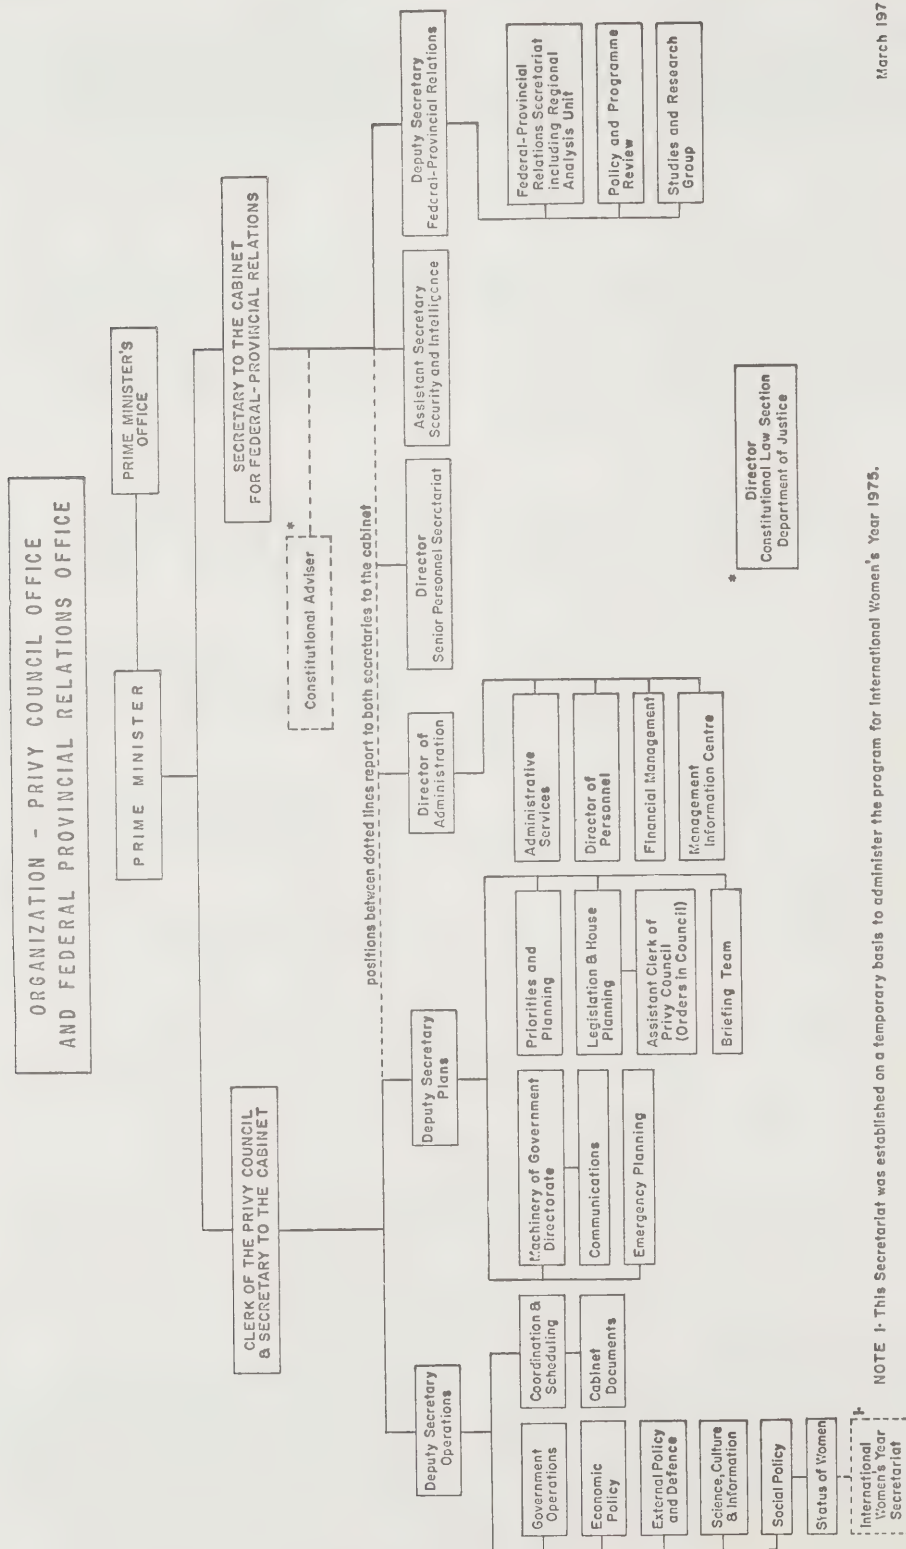 ORGANIZATION - PRIVY COUNCIL OFFICE
AND FEDERAL PROVINCIAL RELATIONS OFFICE
PRIME MINISTER
PRIME MINISTER'S
OFFICE
CLERK OF THE PRIVY COUNCIL
& SECRETARY TO THE CABINET
SECRETARY TO THE CABINET
FOR FEDERAL-PROVINCIAL RELATIONS
Constitutional Adviser
*
positions between dotted lines report to both secretaries to the cabinet
Deputy Secretary
Operations
Deputy Secretary
Plans
Director of
Administration
Director
Senior Personnel Secretariat
Assistant Secretary
Security and Intelligence
Deputy Secretary
Federal-Provincial Relations
Government
Operations
Economic
Policy
External Policy
and Defence
Science, Culture
& Information
Social Policy
Status of Women
International
Women's Year
Secretariat
1.
Coordination &
Scheduling
Cabinet
Documents
Machinery of Government
Directorate
Communications
Emergency Planning
Priorities and
Planning
Legislation & House
Planning
Assistant Clerk of
Privy Council
(Orders in Council)
Briefing Team
Administrative
Services
Director of
Personnel
Financial Management
Management
Information Centre
Federal-Provincial
Relations Secretariat
including Regional
Analysis Unit
Policy and Programme
Review
Studies and Research
Group
*
Director
Constitutional Law Section
Department of Justice
NOTE 1· This Secretariat was established on a temporary basis to administer the program for International Women's Year 1975.
March 197